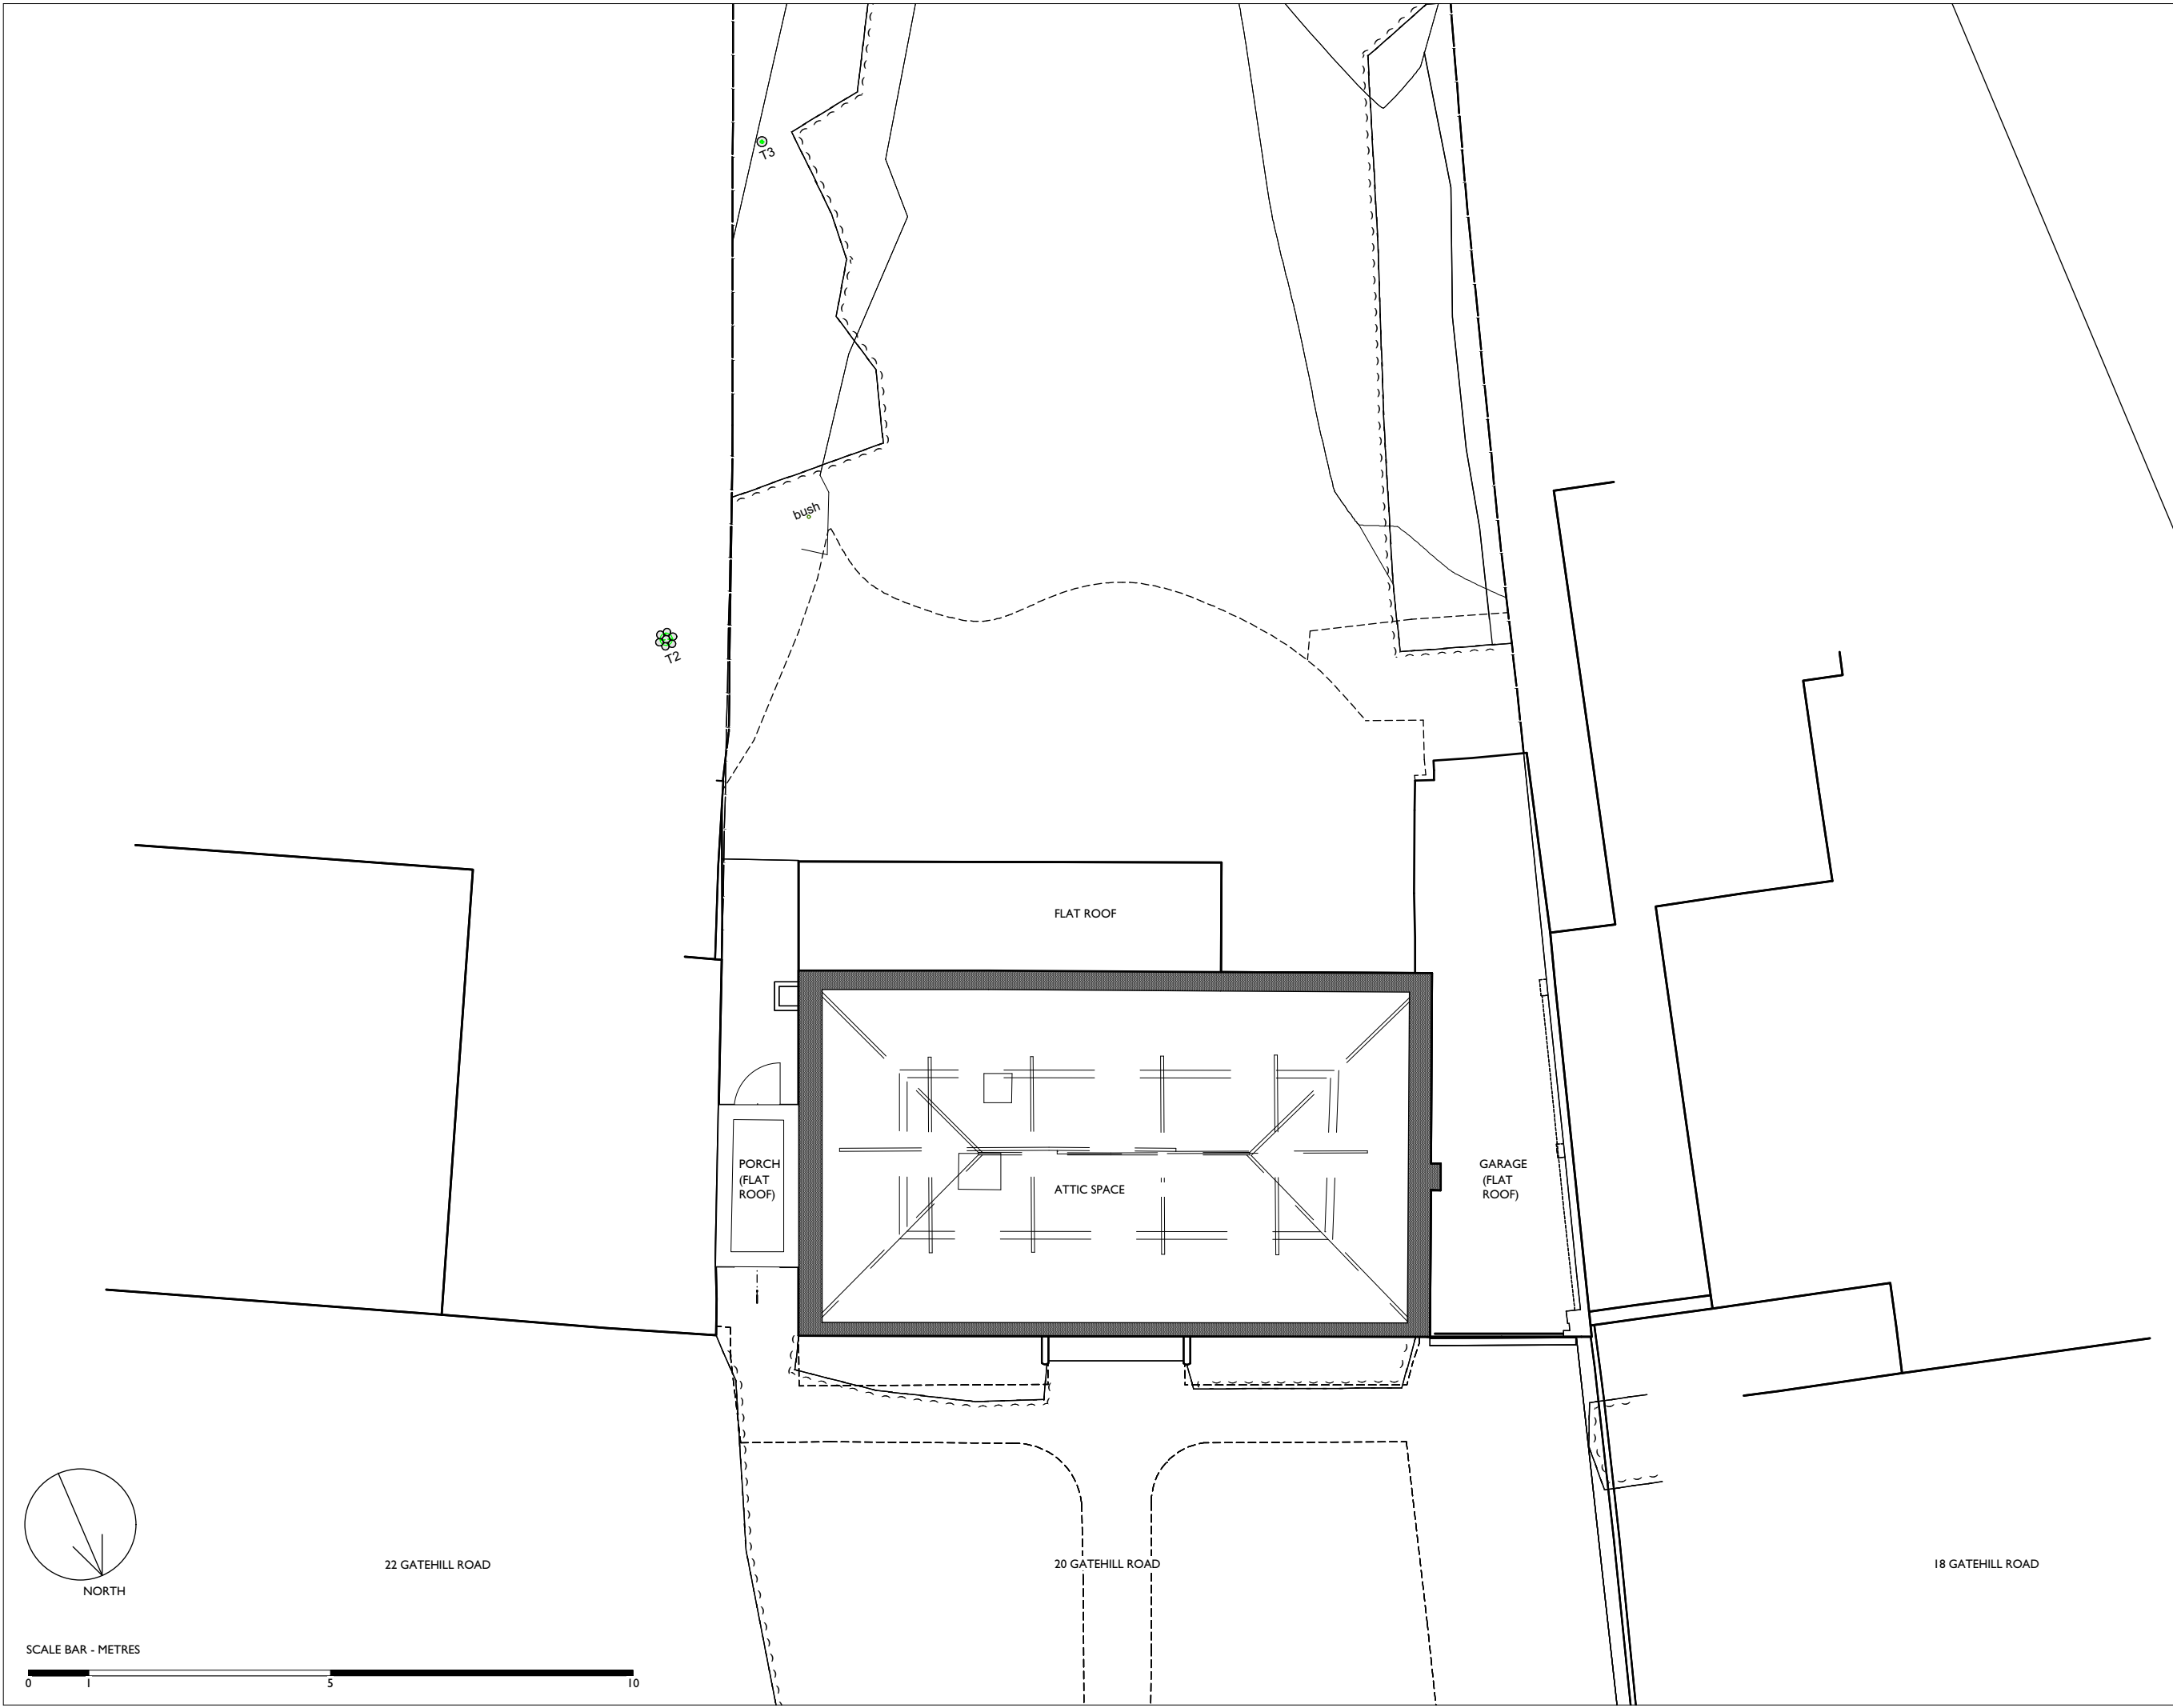 T3
bush
T2
FLAT ROOF
PORCH
(FLAT
ROOF)
ATTIC SPACE
GARAGE
(FLAT
ROOF)
22 GATEHILL ROAD
20 GATEHILL ROAD
18 GATEHILL ROAD
NORTH
SCALE BAR - METRES
0 1 5 10